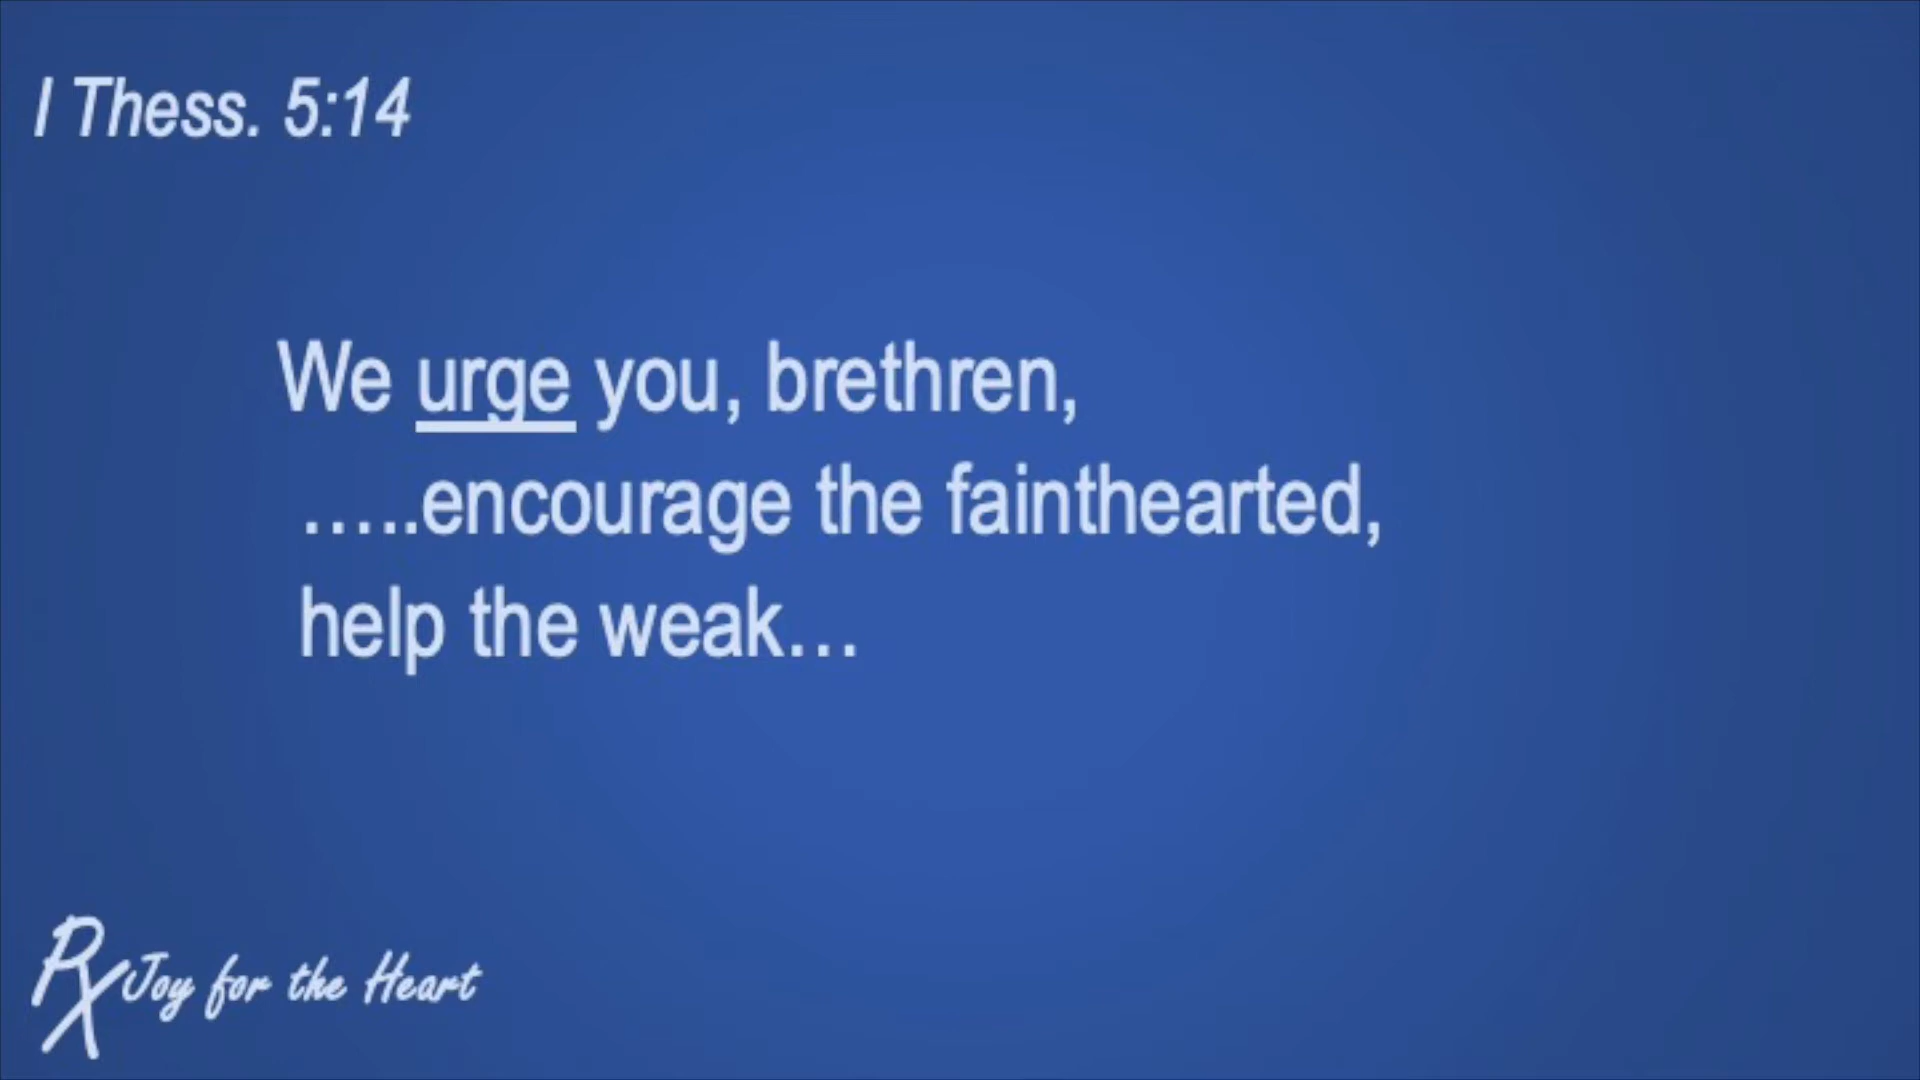 I Thess. 5:14
We urge you, brethren,
…..encourage the fainthearted,
help the weak…
Rx Joy for the Heart